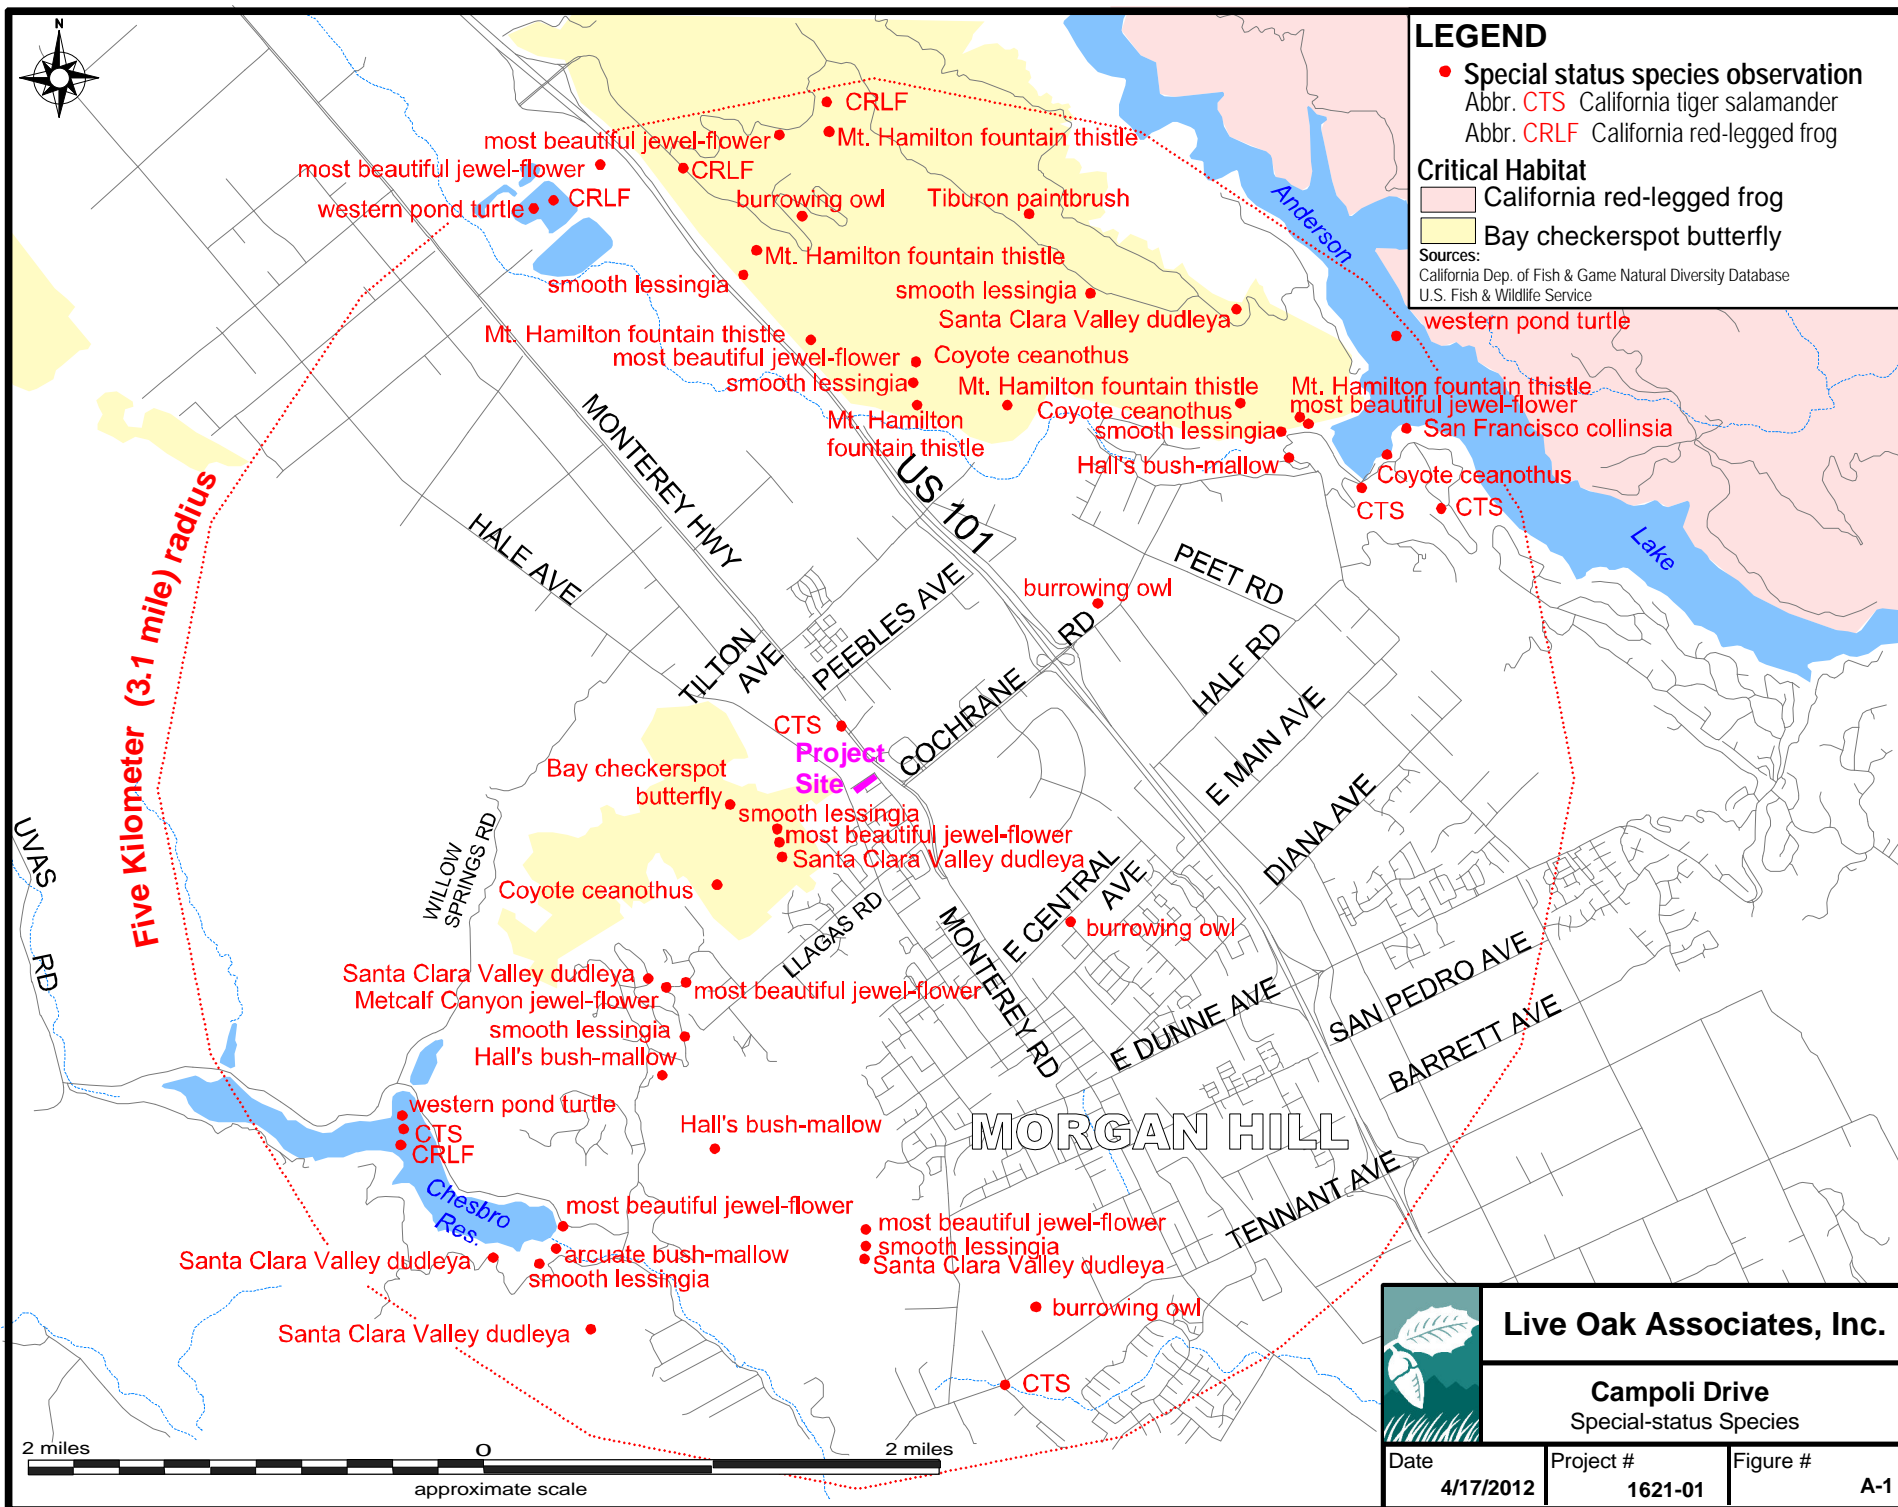 N
LEGEND
Special status species observation
Abbr. CTS California tiger salamander
Abbr. CRLF California red-legged frog
Critical Habitat
California red-legged frog
Bay checkerspot butterfly
Sources:
California Dep. of Fish & Game Natural Diversity Database
U.S. Fish & Wildlife Service
CRLF
most beautiful jewel-flower
Mt. Hamilton fountain thistle
most beautiful jewel-flower
CRLF
western pond turtle
CRLF
burrowing owl
Tiburon paintbrush
Anderson
Mt. Hamilton fountain thistle
smooth lessingia
smooth lessingia
Santa Clara Valley dudleya
western pond turtle
Mt. Hamilton fountain thistle
most beautiful jewel-flower
Coyote ceanothus
smooth lessingia
Mt. Hamilton fountain thistle
Mt. Hamilton fountain thistle
Coyote ceanothus
most beautiful jewel-flower
Mt. Hamilton
fountain thistle
smooth lessingia
San Francisco collinsia
Hall's bush-mallow
Coyote ceanothus
CTS
CTS
Lake
MONTEREY HWY
US 101
HALE AVE
PEET RD
burrowing owl
Five Kilometer (3.1 mile) radius
TILTON
AVE
PEEBLES AVE
COCHRANE RD
HALF RD
E MAIN AVE
CTS
Project
Site
Bay checkerspot
butterfly
smooth lessingia
most beautiful jewel-flower
Santa Clara Valley dudleya
DIANA AVE
UVAS
RD
WILLOW
SPRINGS RD
Coyote ceanothus
LLAGAS RD
MONTEREY RD
E CENTRAL
AVE
burrowing owl
Santa Clara Valley dudleya
Metcalf Canyon jewel-flower
most beautiful jewel-flower
E DUNNE AVE
SAN PEDRO AVE
BARRETT AVE
smooth lessingia
Hall's bush-mallow
western pond turtle
CTS
CRLF
Hall's bush-mallow
MORGAN HILL
TENNANT AVE
Chesbro
Res.
most beautiful jewel-flower
Santa Clara Valley dudleya
arcuate bush-mallow
smooth lessingia
most beautiful jewel-flower
smooth lessingia
Santa Clara Valley dudleya
burrowing owl
Santa Clara Valley dudleya
CTS
2 miles 0 2 miles
approximate scale
Live Oak Associates, Inc.
Campoli Drive
Special-status Species
Date Project # Figure #
4/17/2012 1621-01 A-1